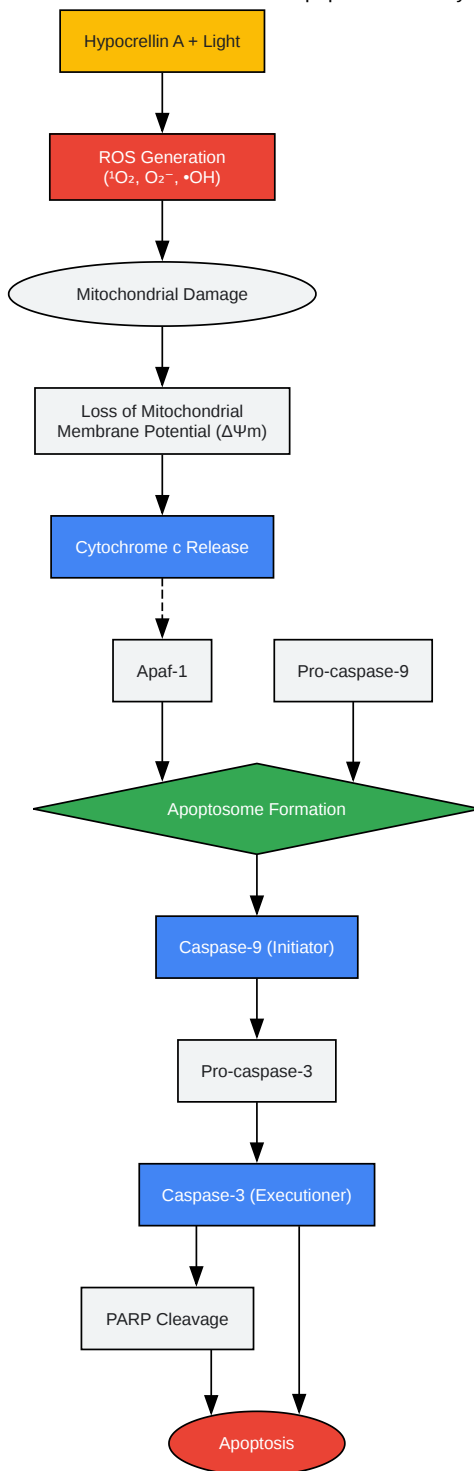 Hypocrellin A + Light
ROS Generation
(¹O₂, O₂⁻, •OH)
Mitochondrial Damage
Loss of Mitochondrial
Membrane Potential (ΔΨm)
Cytochrome c Release
Apaf-1
Pro-caspase-9
Apoptosome Formation
Caspase-9 (Initiator)
Pro-caspase-3
Caspase-3 (Executioner)
PARP Cleavage
Apoptosis